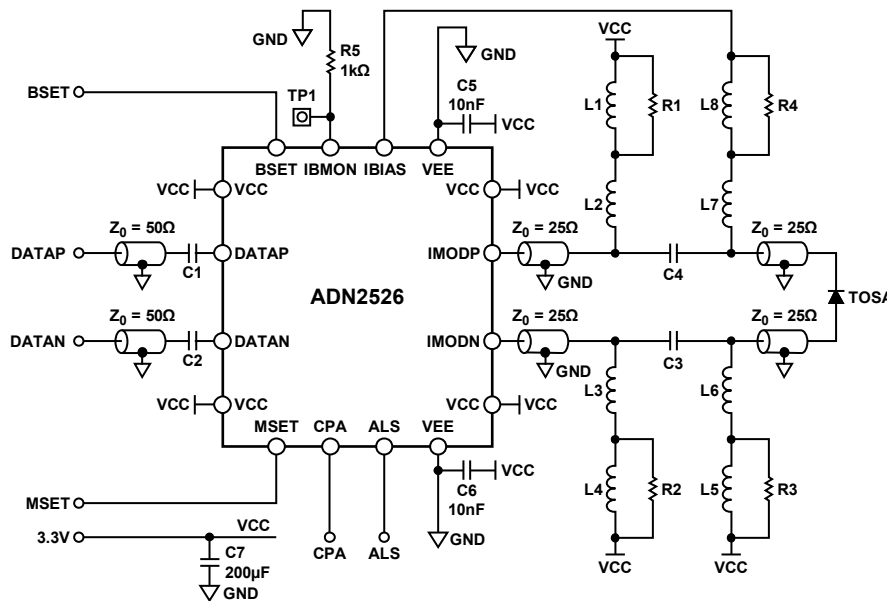 GND
R5
1kΩ
TP1
BSET
GND
C5
10nF
VCC
VCC
L1
R1
L2
L8
R4
L7
BSET
IBMON
IBIAS
VEE
VCC
VCC
VCC
VCC
Z0 = 50Ω
DATAP
C1
DATAP
IMODP
Z0 = 25Ω
GND
C4
Z0 = 25Ω
ADN2526
TOSA
Z0 = 50Ω
DATAN
C2
DATAN
IMODN
Z0 = 25Ω
GND
C3
Z0 = 25Ω
VCC
VCC
VCC
VCC
MSET
CPA
ALS
VEE
L3
L6
L4
R2
L5
R3
VCC
VCC
C6
10nF
VCC
GND
MSET
3.3V
VCC
C7
200µF
GND
CPA
ALS